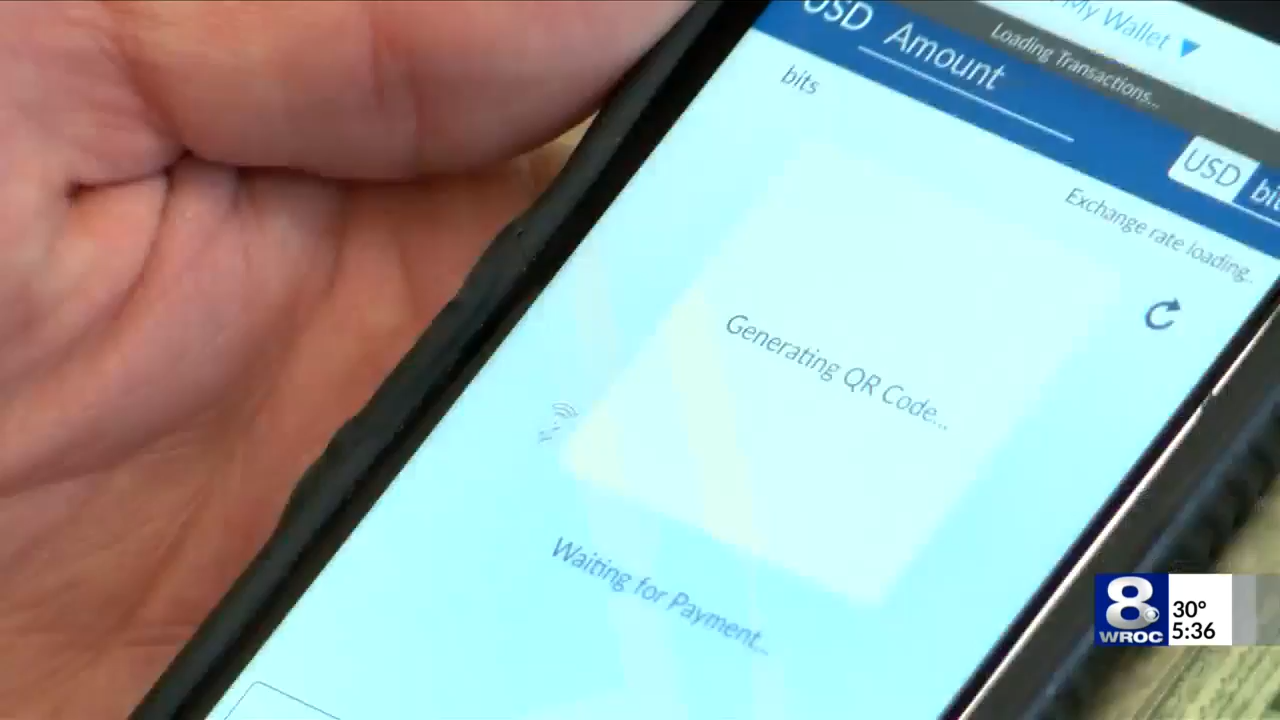 My Wallet ▼
Loading Transactions...
USD Amount
bits
USD
Exchange rate loading..
Generating QR Code...
Waiting for Payment...
8
WROC
30°
5:36